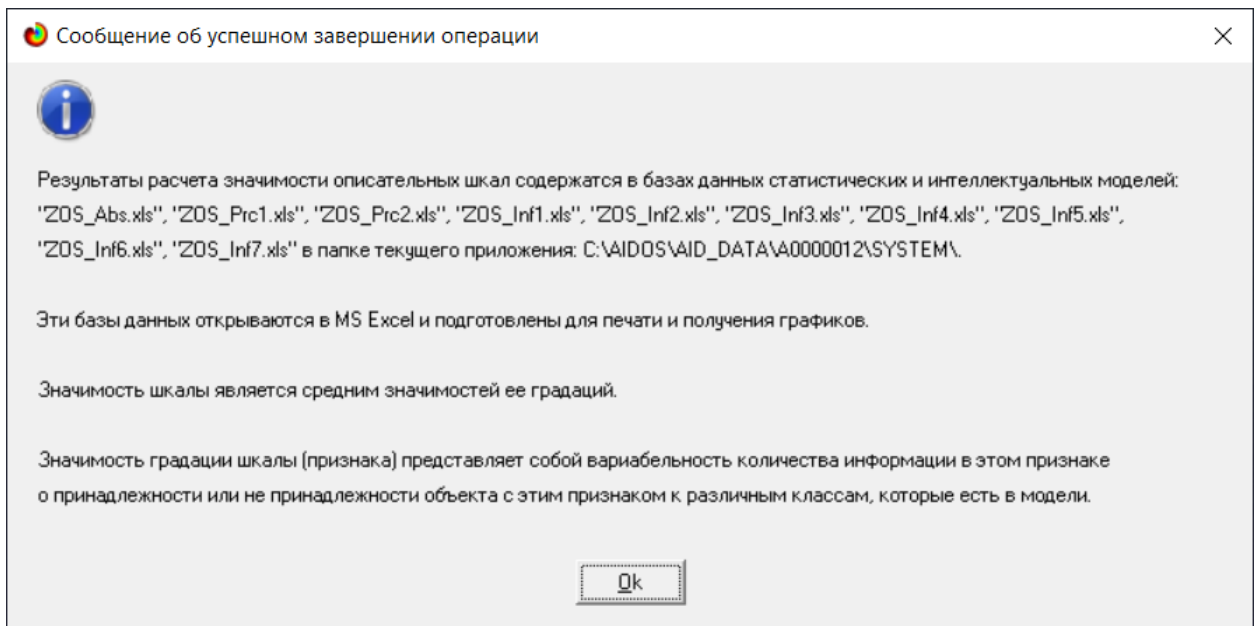 Сообщение об успешном завершении операции
Результаты расчета значимости описательных шкал содержатся в базах данных статистических и интеллектуальных моделей:
"ZOS_Abs.xls", "ZOS_Prc1.xls", "ZOS_Prc2.xls", "ZOS_Inf1.xls", "ZOS_Inf2.xls", "ZOS_Inf3.xls", "ZOS_Inf4.xls", "ZOS_Inf5.xls",
"ZOS_Inf6.xls", "ZOS_Inf7.xls" в папке текущего приложения: C:\AIDOS\AID_DATA\A0000012\SYSTEM\.
Эти базы данных открываются в MS Excel и подготовлены для печати и получения графиков.
Значимость шкалы является средним значимостей ее градаций.
Значимость градации шкалы (признака) представляет собой вариабельность количества информации в этом признаке
о принадлежности или не принадлежности объекта с этим признаком к различным классам, которые есть в модели.
Ok